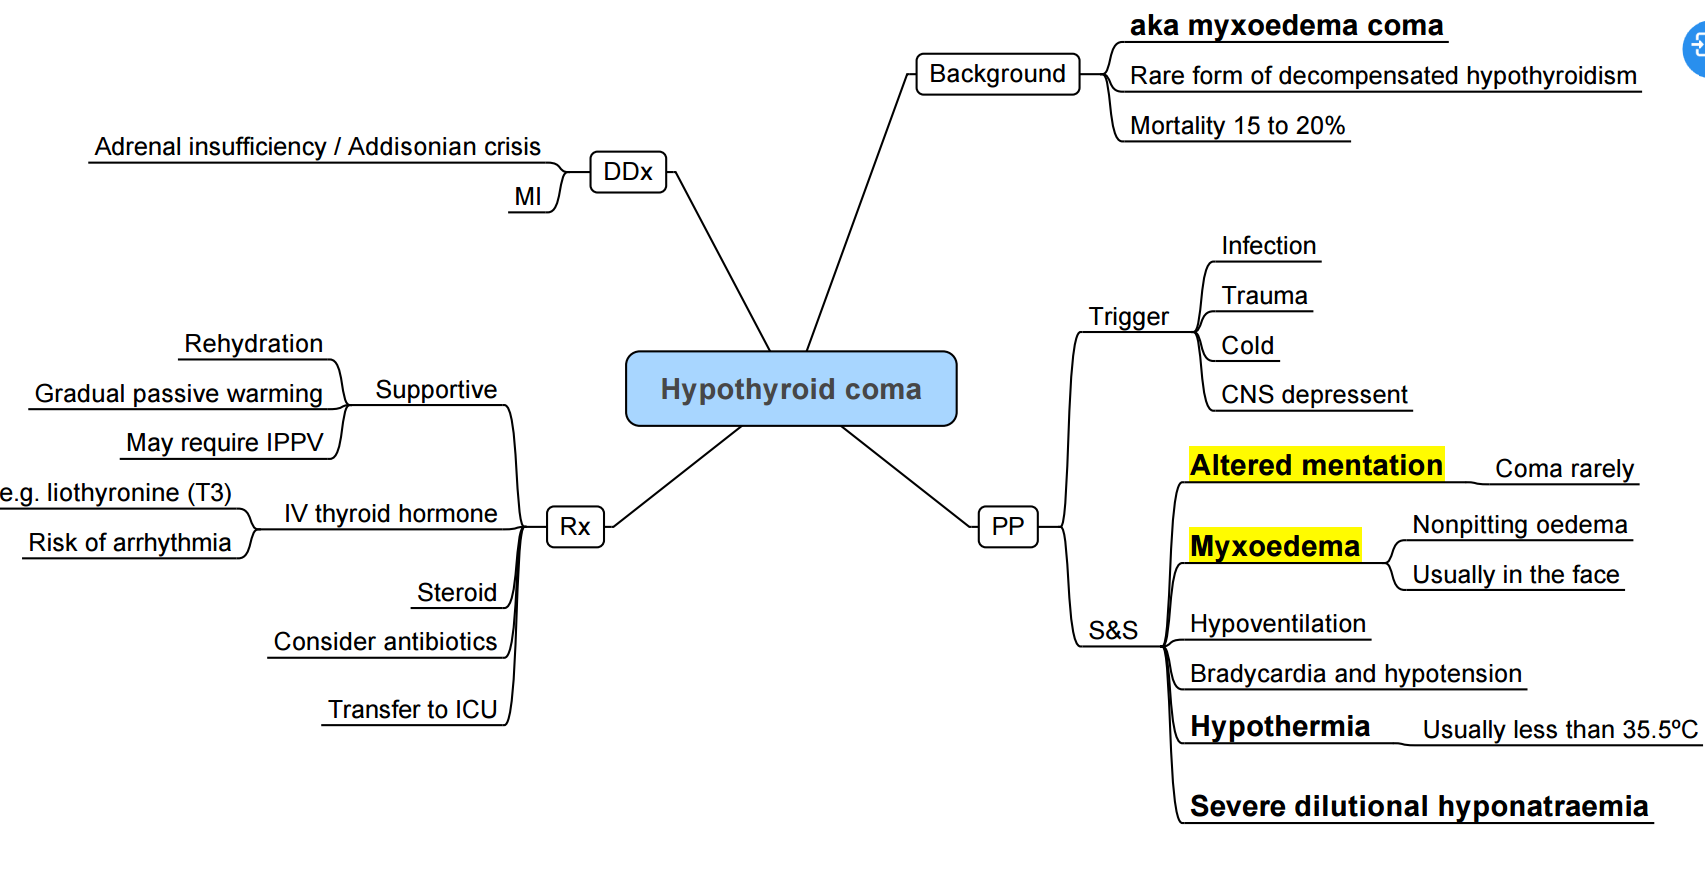 Hypothyroid coma
Background
aka myxoedema coma
Rare form of decompensated hypothyroidism
Mortality 15 to 20%
PP
Trigger
Infection
Trauma
Cold
CNS depressent
S&S
Altered mentation
Coma rarely
Myxoedema
Nonpitting oedema
Usually in the face
Hypoventilation
Bradycardia and hypotension
Hypothermia
Usually less than 35.5ºC
Severe dilutional hyponatraemia
DDx
Adrenal insufficiency / Addisonian crisis
MI
Rx
Supportive
Rehydration
Gradual passive warming
May require IPPV
IV thyroid hormone
e.g. liothyronine (T3)
Risk of arrhythmia
Steroid
Consider antibiotics
Transfer to ICU